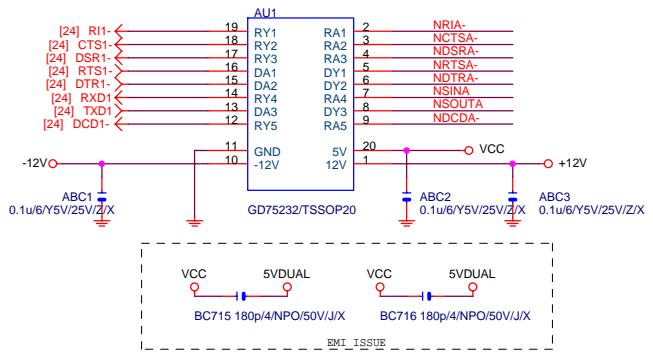 AU1
[24] RI1- 19 RY1 RA1 2 NRIA-
[24] CTS1- 18 RY2 RA2 3 NCTSA-
[24] DSR1- 17 RY3 RA3 4 NDSRA-
[24] RTS1- 16 DA1 DY1 5 NRTSA-
[24] DTR1- 15 DA2 DY2 6 NDTRA-
[24] RXD1 14 RY4 RA4 7 NSINA
[24] TXD1 13 DA3 DY3 8 NSOUTA
[24] DCD1- 12 RY5 RA5 9 NDCDA-
11 GND 5V 20 VCC
-12V 10 -12V 12V 1 +12V
ABC1
0.1u/6/Y5V/25V/Z/X
GD75232/TSSOP20
ABC2
0.1u/6/Y5V/25V/Z/X
ABC3
0.1u/6/Y5V/25V/Z/X
VCC 5VDUAL
BC715 180p/4/NPO/50V/J/X
VCC 5VDUAL
BC716 180p/4/NPO/50V/J/X
EMI ISSUE